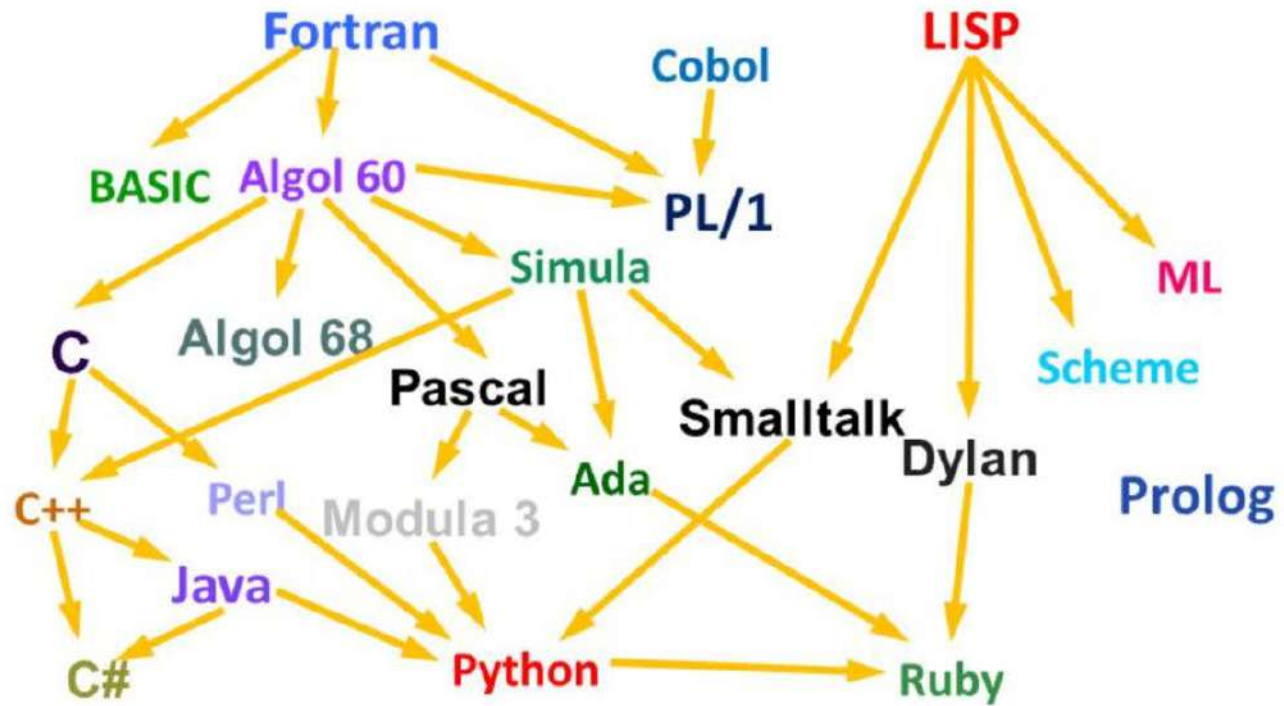 Fortran
LISP
Cobol
BASIC
Algol 60
PL/1
Simula
ML
C
Algol 68
Pascal
Scheme
Smalltalk
Dylan
Ada
Prolog
C++
Perl
Modula 3
Java
C#
Python
Ruby